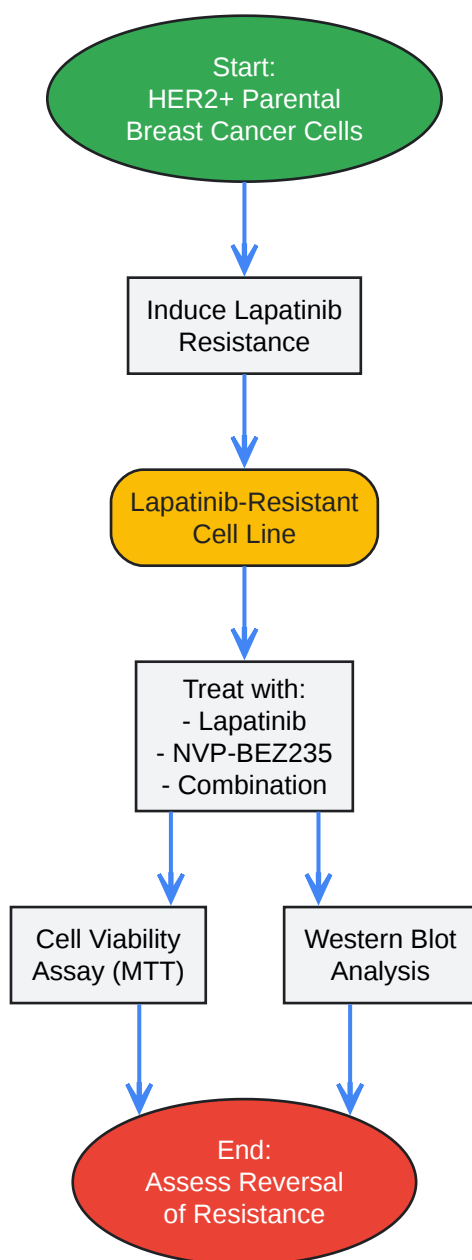 Start:
HER2+ Parental
Breast Cancer Cells
Induce Lapatinib
Resistance
Lapatinib-Resistant
Cell Line
Treat with:
- Lapatinib
- NVP-BEZ235
- Combination
Cell Viability
Assay (MTT)
Western Blot
Analysis
End:
Assess Reversal
of Resistance